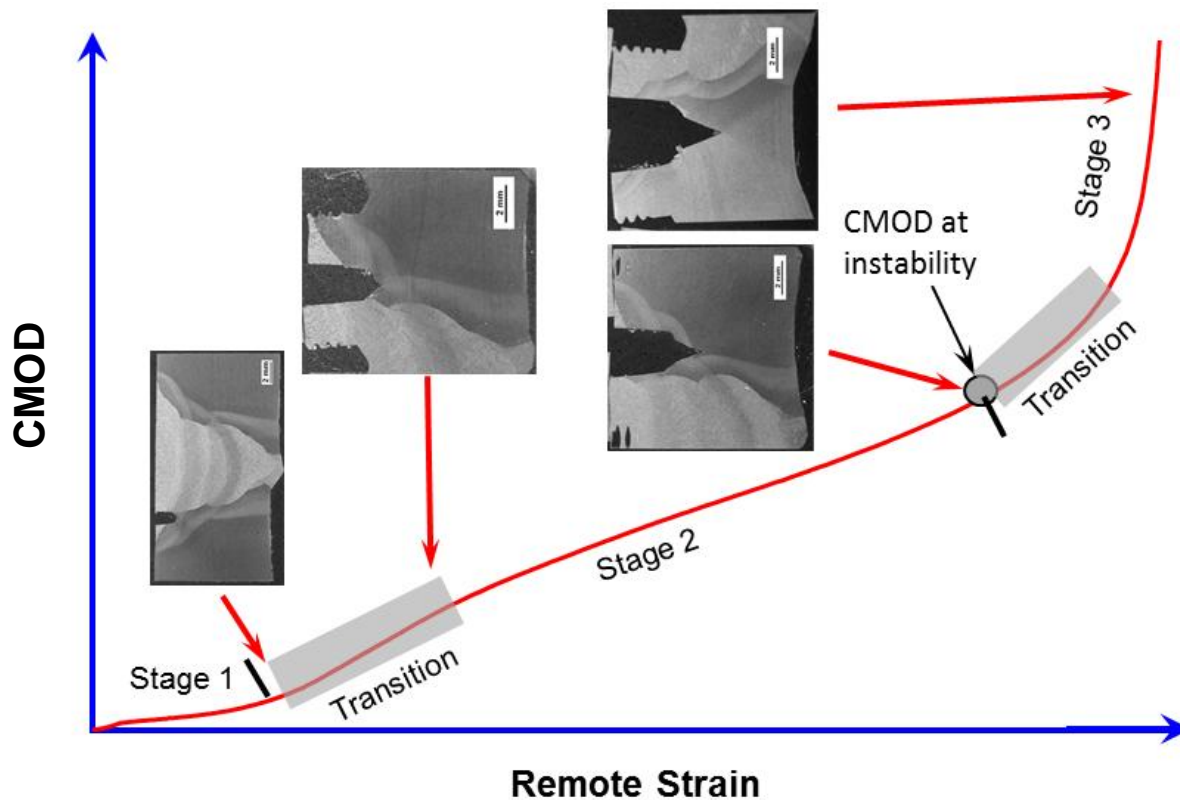 2 mm
2 mm
Stage 3
CMOD at
instability
2 mm
Transition
CMOD
2 mm
Stage 2
Stage 1
Transition
Remote Strain